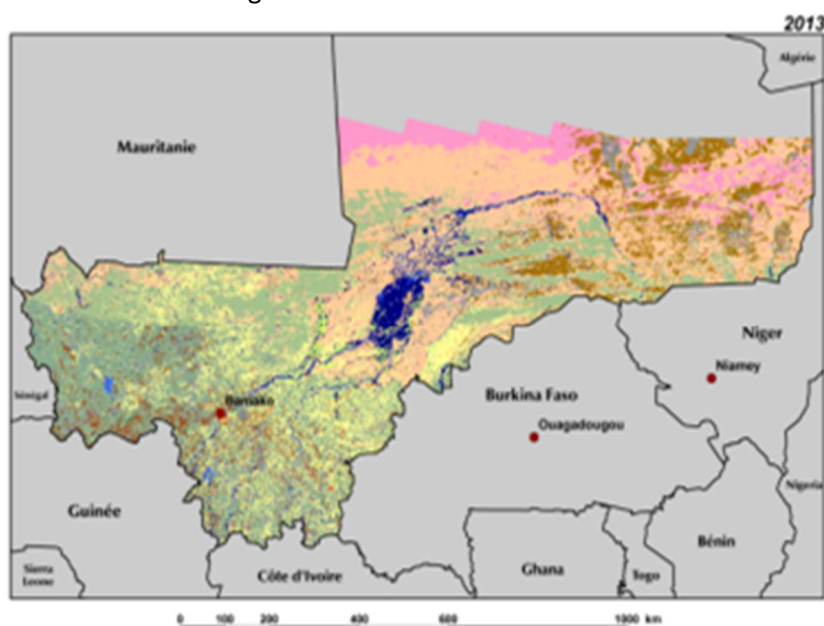 2013
Algérie
Mauritanie
Niger
Niamey
Sénégal
Bamako
Burkina Faso
Ouagadougou
Nigeria
Guinée
Bénin
Sierra
Leone
Côte d'Ivoire
Ghana
Togo
0 100 200 400 600 1000 km